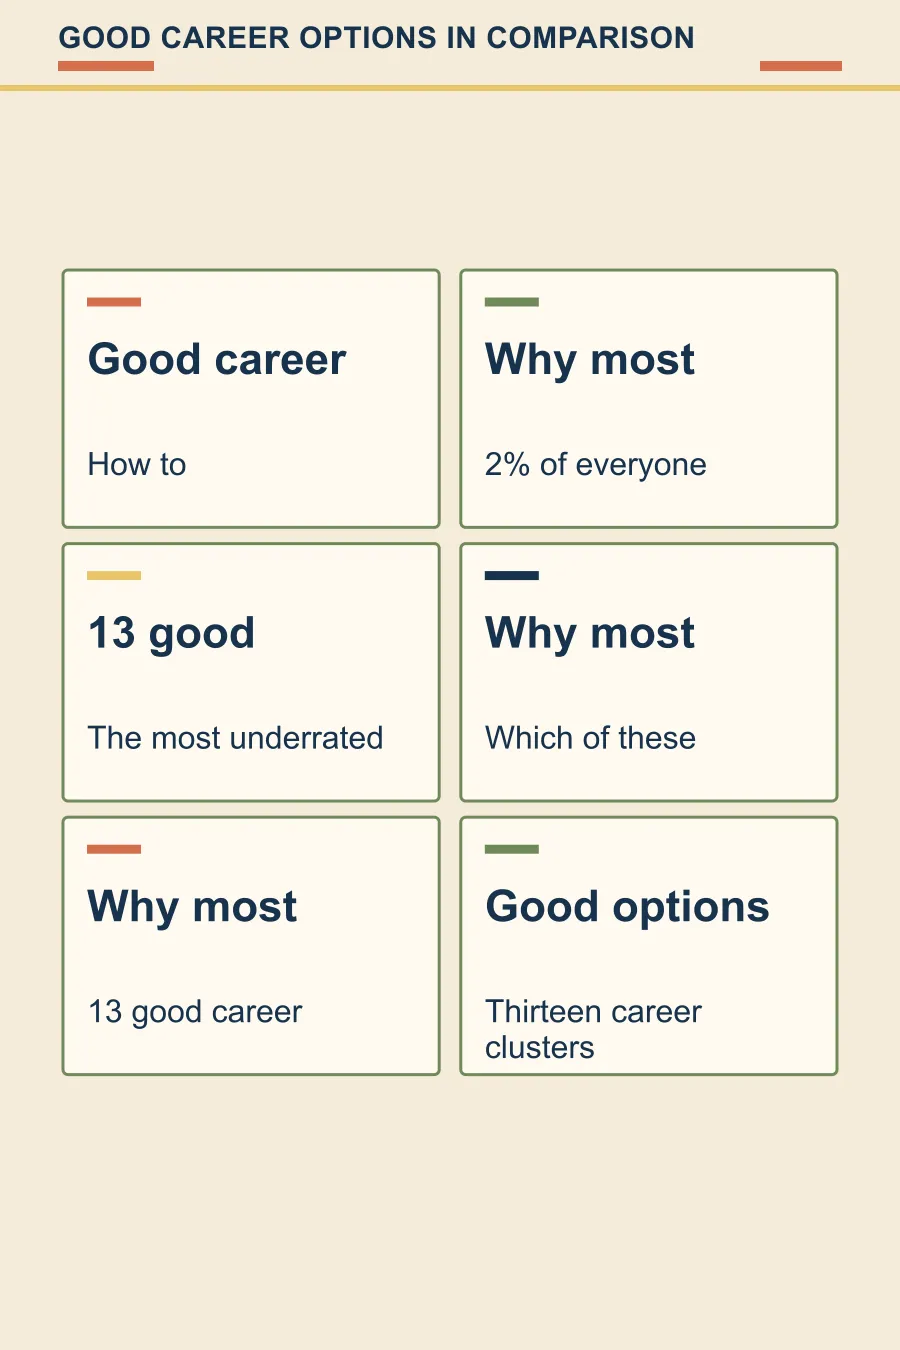 GOOD CAREER OPTIONS IN COMPARISON
Good career
How to
Why most
2% of everyone
13 good
The most underrated
Why most
Which of these
Why most
13 good career
Good options
Thirteen career
clusters